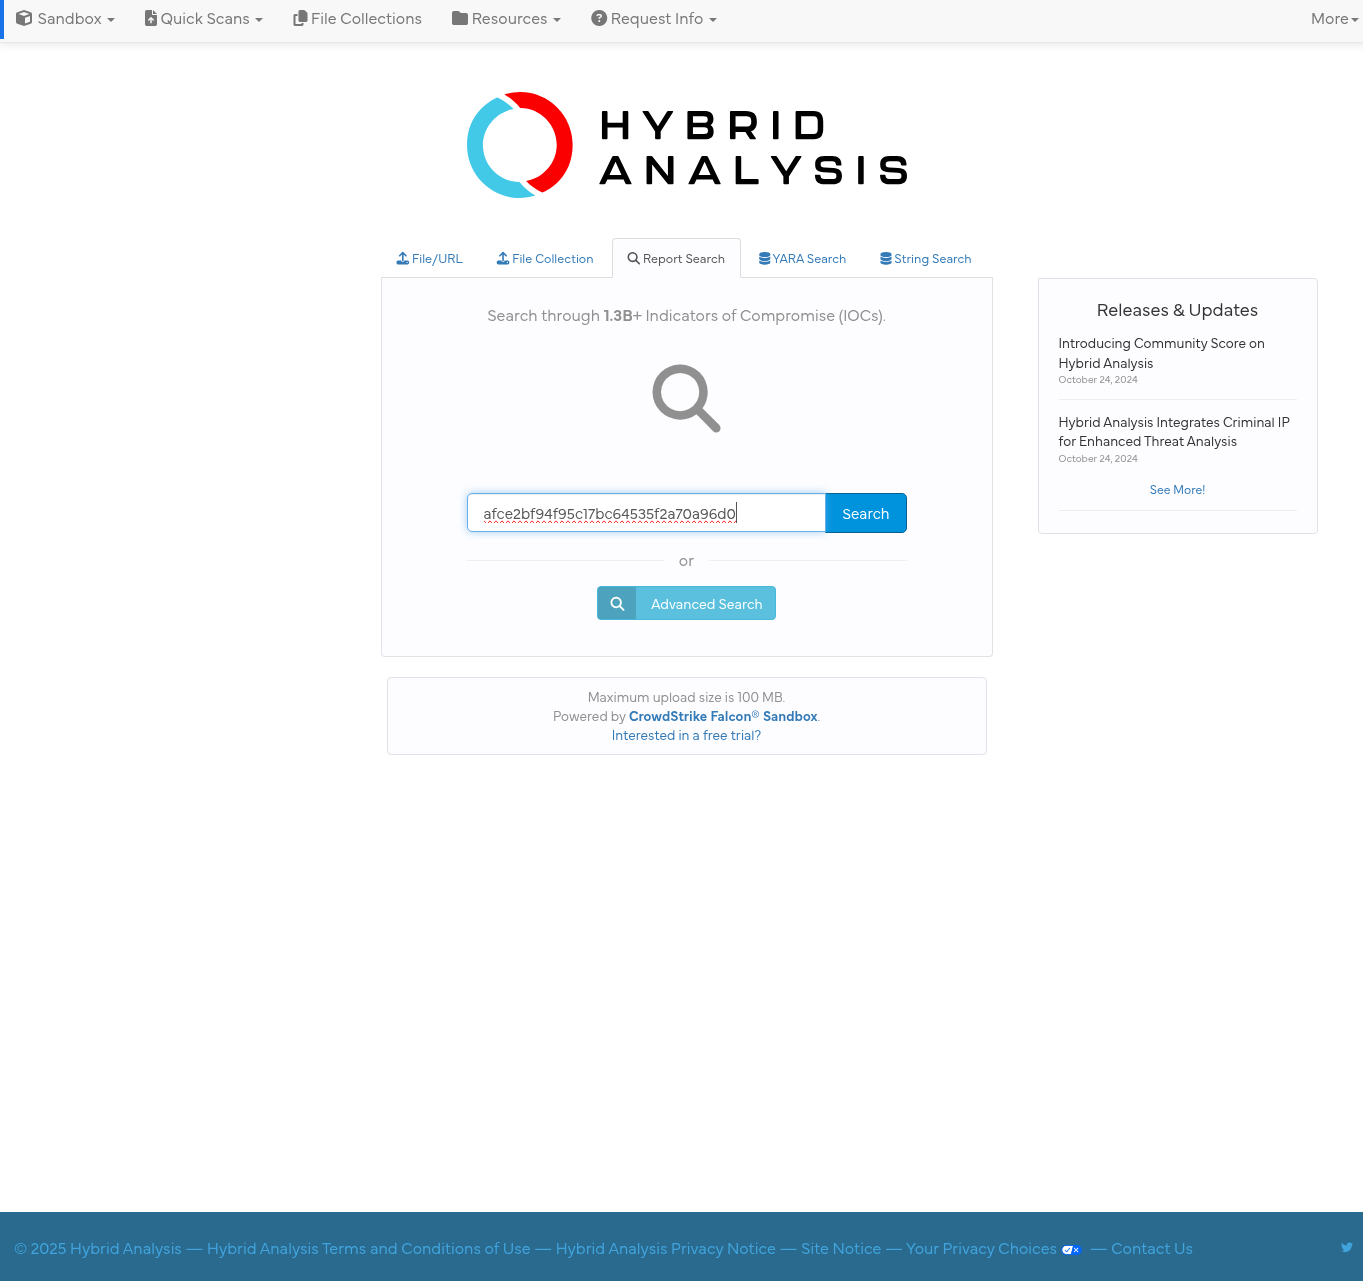 Sandbox
Quick Scans
File Collections
Resources
Request Info
More
HYBRID
ANALYSIS
File/URL
File Collection
Report Search
YARA Search
String Search
Search through 1.3B+ Indicators of Compromise (IOCs).
afce2bf94f95c17bc64535f2a70a96d0
Search
or
Advanced Search
Maximum upload size is 100 MB.
Powered by CrowdStrike Falcon® Sandbox.
Interested in a free trial?
Releases & Updates
Introducing Community Score on
Hybrid Analysis
October 24, 2024
Hybrid Analysis Integrates Criminal IP
for Enhanced Threat Analysis
October 24, 2024
See More!
© 2025 Hybrid Analysis — Hybrid Analysis Terms and Conditions of Use — Hybrid Analysis Privacy Notice — Site Notice — Your Privacy Choices — Contact Us